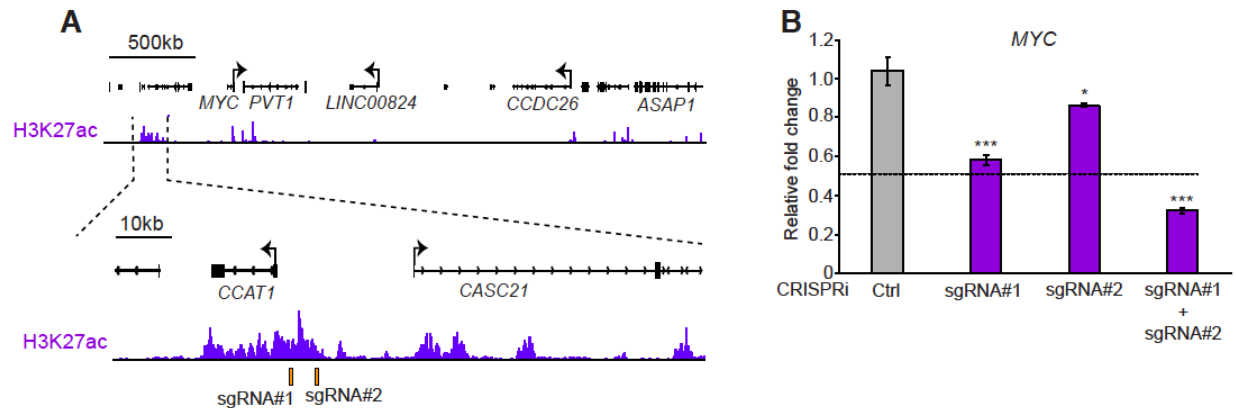 A
500kb
MYC PVT1 LINC00824 CCDC26 ASAP1
H3K27ac
10kb
CCAT1 CASC21
H3K27ac
sgRNA#1 sgRNA#2
B
MYC
Relative fold change
1.2
1.0
0.8
0.6
0.4
0.2
0
***
*
***
CRISPRi Ctrl sgRNA#1 sgRNA#2 sgRNA#1
+
sgRNA#2